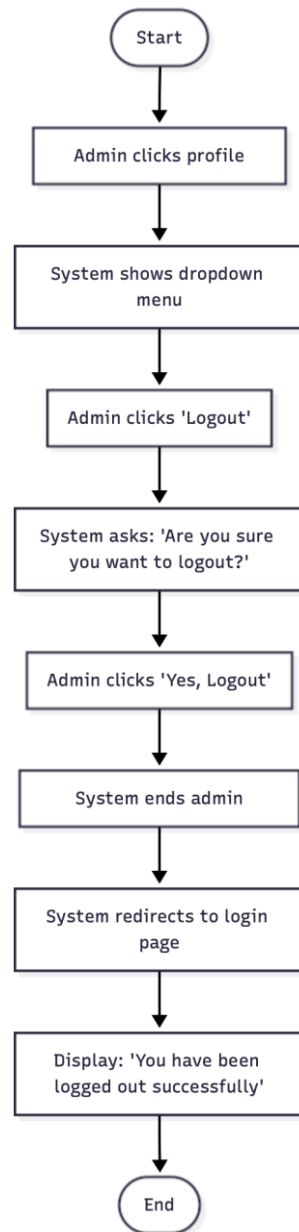 Start
Admin clicks profile
System shows dropdown
menu
Admin clicks 'Logout'
System asks: 'Are you sure
you want to logout?'
Admin clicks 'Yes, Logout'
System ends admin
System redirects to login
page
Display: 'You have been
logged out successfully'
End